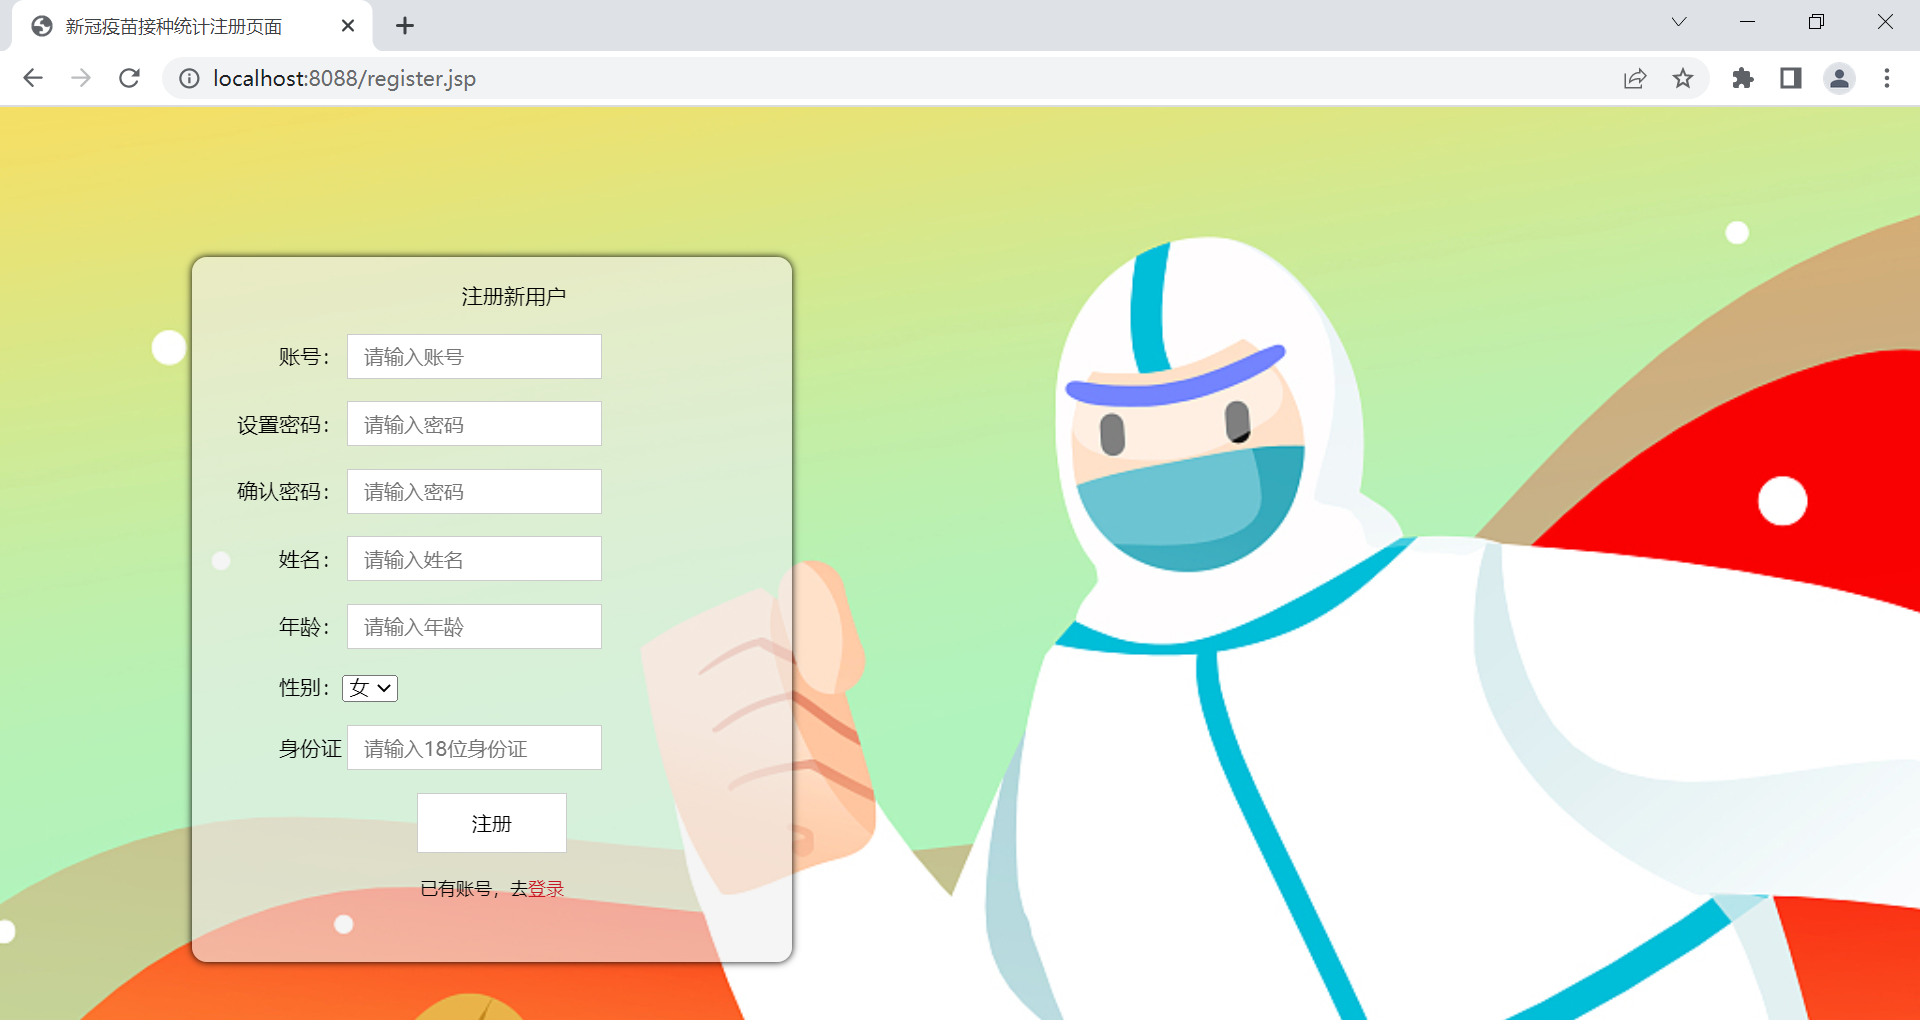 新冠疫苗接种统计注册页面
localhost:8088/register.jsp
注册新用户
账号： 请输入账号
设置密码： 请输入密码
确认密码： 请输入密码
姓名： 请输入姓名
年龄： 请输入年龄
性别： 女
身份证 请输入18位身份证
注册
已有账号，去登录